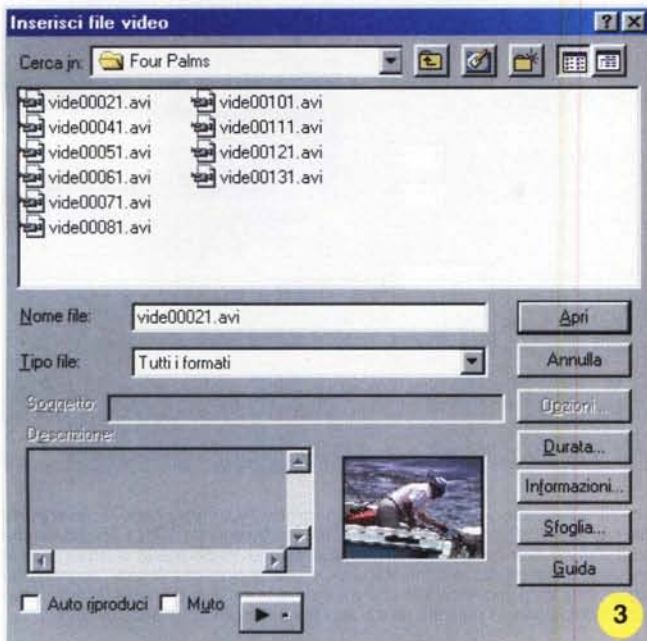 Inserisci file video
Cerca in: Four Palms
vide00021.avi vide00101.avi
vide00041.avi vide00111.avi
vide00051.avi vide00121.avi
vide00061.avi vide00131.avi
vide00071.avi
vide00081.avi
Nome file: vide00021.avi Apri
Tipo file: Tutti i formati Annulla
Soggetto: Opzioni...
Descrizione:
Durata...
Informazioni...
Sfoglia...
Guida
Auto riproduci Muto
3